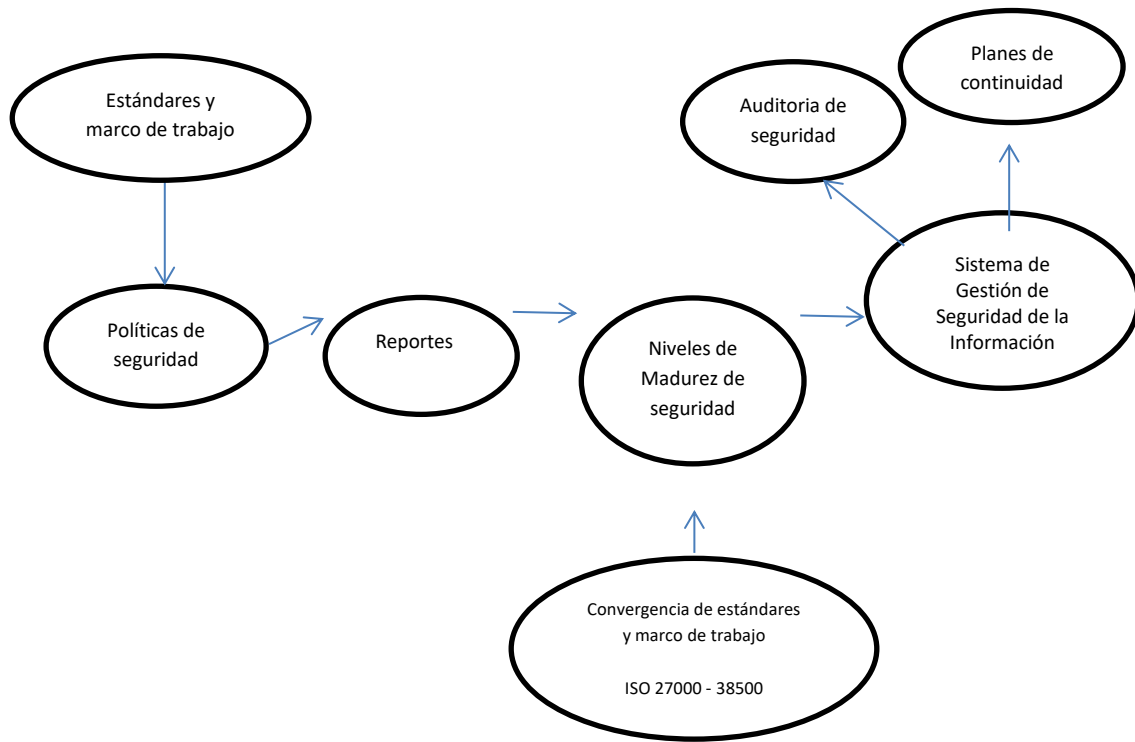 Planes de
continuidad
Estándares y
marco de trabajo
Auditoria de
seguridad
Sistema de
Gestión de
Seguridad de la
Información
Políticas de
seguridad
Reportes
Niveles de
Madurez de
seguridad
Convergencia de estándares
y marco de trabajo
ISO 27000 - 38500